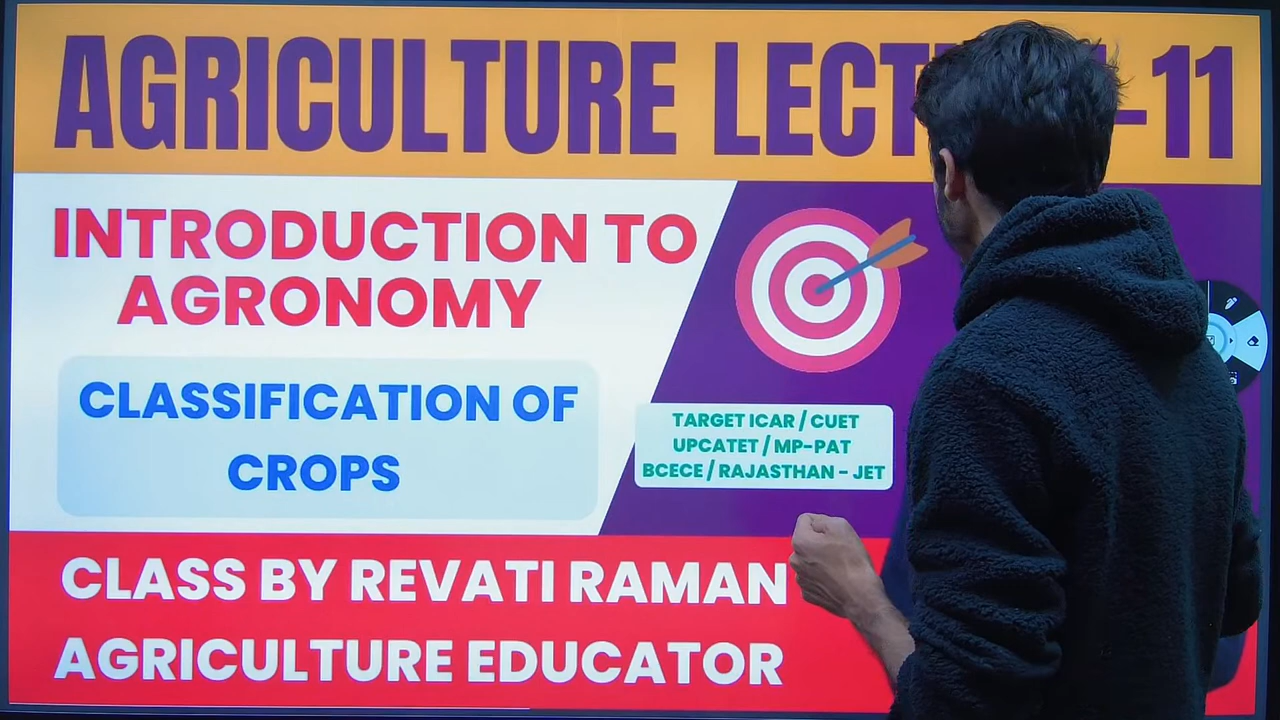 AGRICULTURE LECT -11
INTRODUCTION TO
AGRONOMY
CLASSIFICATION OF
CROPS
TARGET ICAR / CUET
UPCATET / MP-PAT
BCECE / RAJASTHAN - JET
CLASS BY REVATI RAMAN
AGRICULTURE EDUCATOR